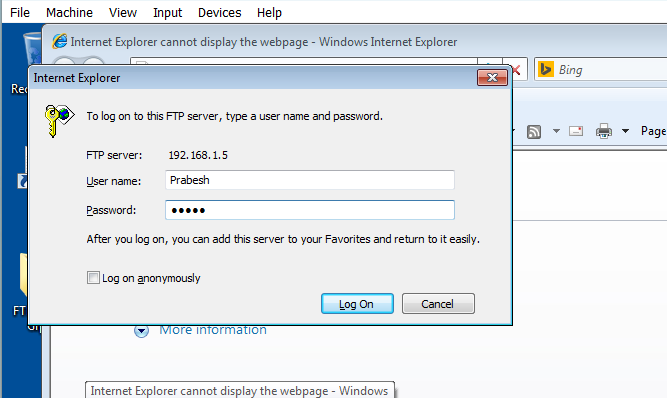 File Machine View Input Devices Help
Internet Explorer cannot display the webpage - Windows Internet Explorer
Bing
Internet Explorer
To log on to this FTP server, type a user name and password.
FTP server: 192.168.1.5
User name: Prabesh
Password: •••••
After you log on, you can add this server to your Favorites and return to it easily.
Log on anonymously
Log On Cancel
Page
More information
Internet Explorer cannot display the webpage - Windows